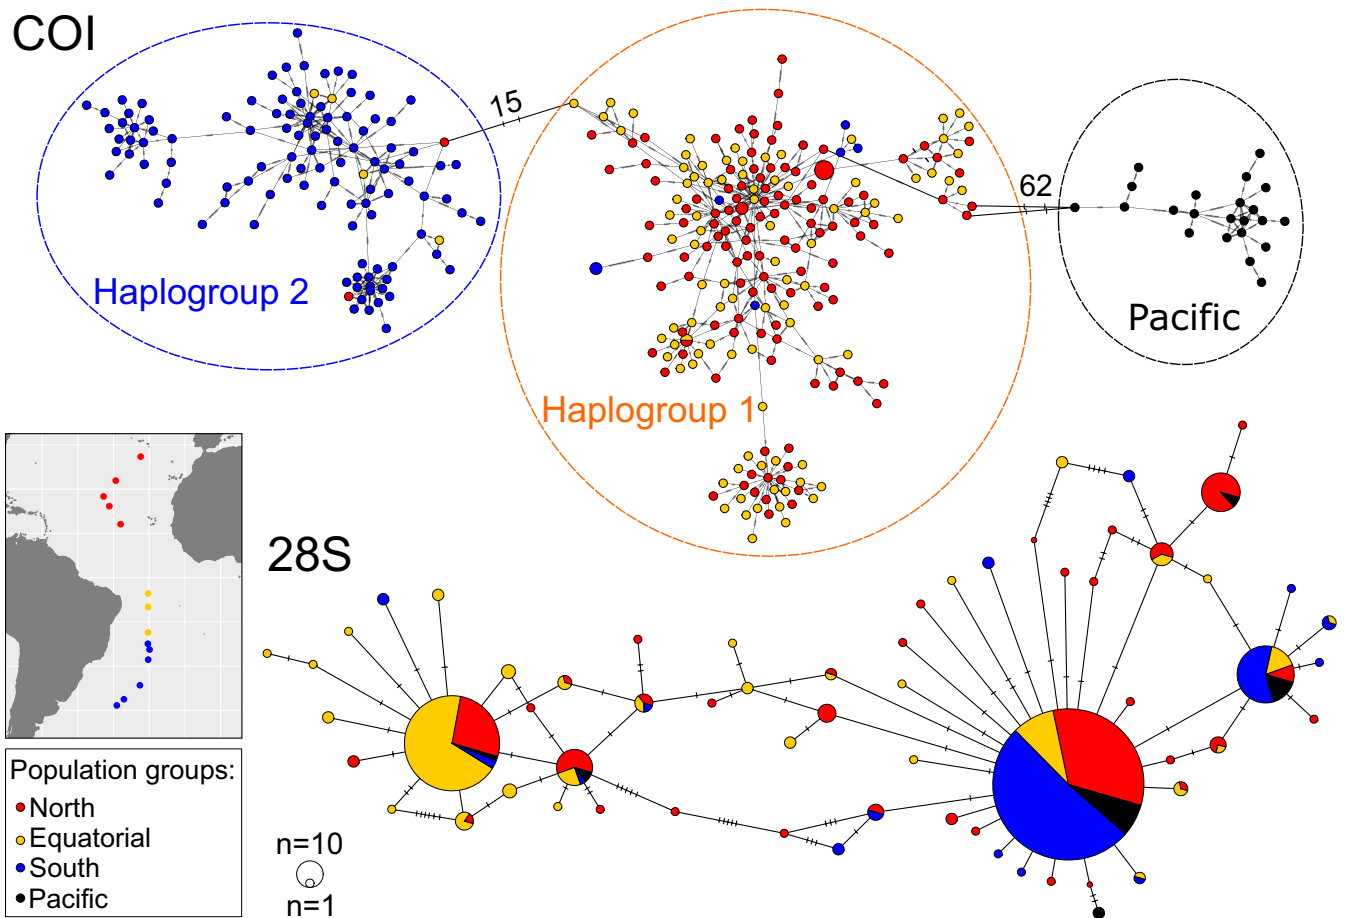 COI
15
62
Haplogroup 2
Pacific
Haplogroup 1
28S
Population groups:
North
Equatorial
South
Pacific
n=10
n=1